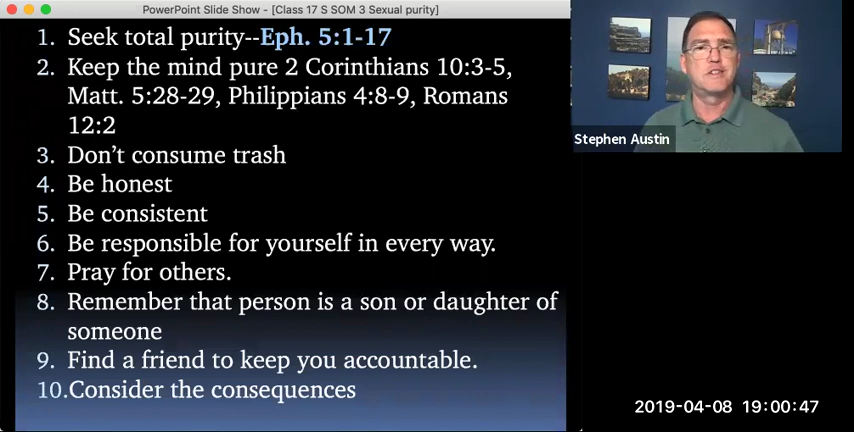 PowerPoint Slide Show - [Class 17 S SOM 3 Sexual purity]
1. Seek total purity--Eph. 5:1-17
2. Keep the mind pure 2 Corinthians 10:3-5,
Matt. 5:28-29, Philippians 4:8-9, Romans
12:2
3. Don't consume trash
4. Be honest
5. Be consistent
6. Be responsible for yourself in every way.
7. Pray for others.
8. Remember that person is a son or daughter of
someone
9. Find a friend to keep you accountable.
10.Consider the consequences
Stephen Austin
2019-04-08 19:00:47